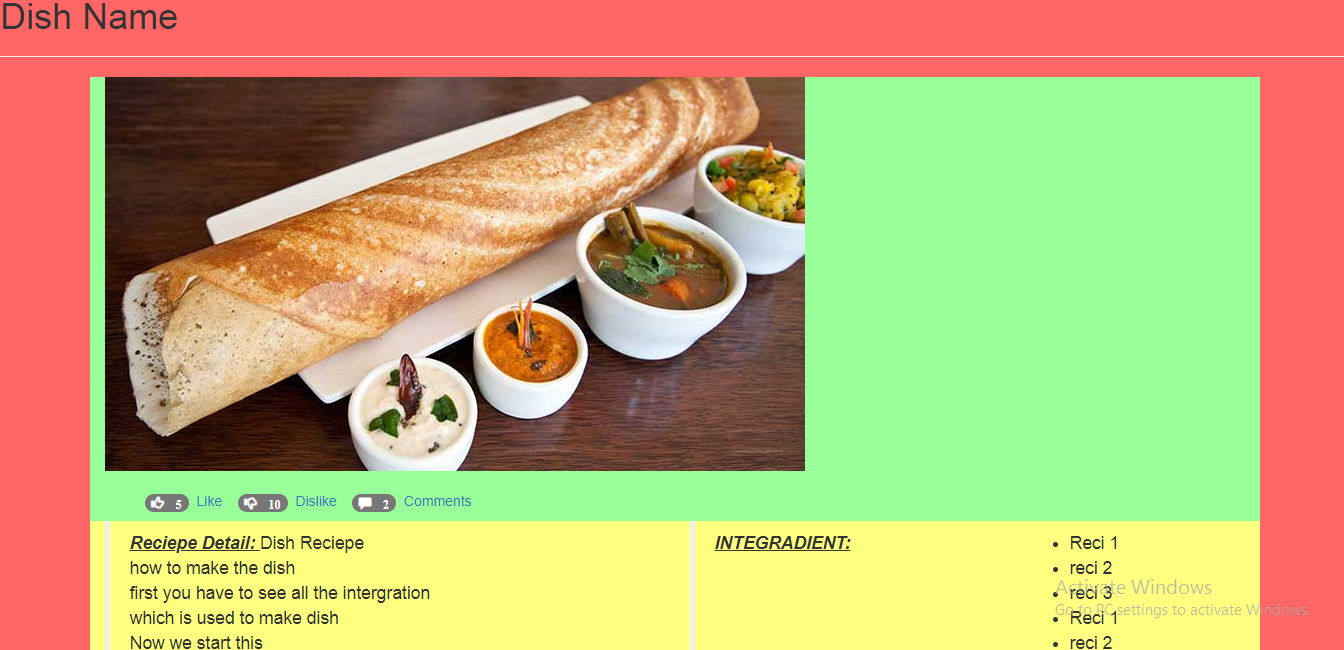 Dish Name
5 Like 10 Dislike 2 Comments
Reciepe Detail: Dish Reciepe
how to make the dish
first you have to see all the intergration
which is used to make dish
Now we start this
INTEGRADIENT:
Reci 1
reci 2
reci 3
Reci 1
reci 2
Activate Windows
Go to PC settings to activate Windows.